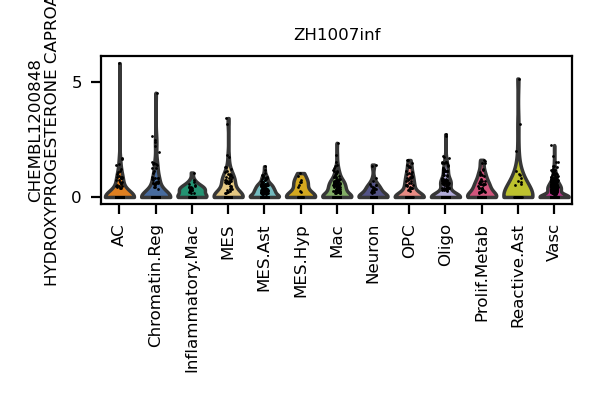 ZH1007inf
CHEMBL1200848
HYDROXYPROGESTERONE
5
0
AC
Chromatin.Reg
Inflammatory.Mac
MES
MES.Ast
MES.Hyp
Mac
Neuron
OPC
Oligo
Prolif.Metab
Reactive.Ast
Vasc